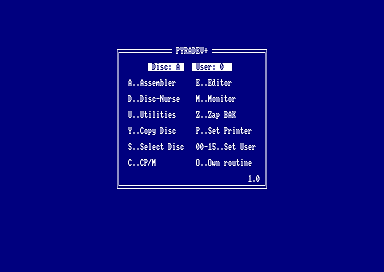 PYRADEV+
Disc: A User: 0
A..Assembler E..Editor
D..Disc-Nurse M..Monitor
U..Utilities Z..Zap BAK
Y..Copy Disc P..Set Printer
S..Select Disc 00-15..Set User
C..CP/M O..Own routine
1.0